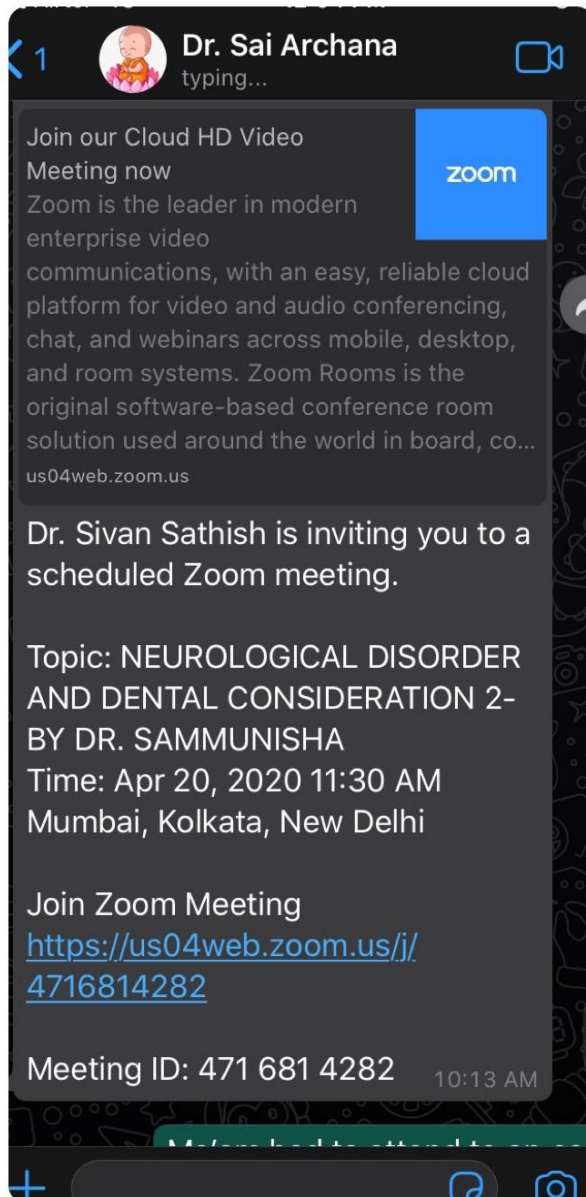 1
Dr. Sai Archana
typing...
Join our Cloud HD Video
Meeting now
zoom
Zoom is the leader in modern
enterprise video
communications, with an easy, reliable cloud
platform for video and audio conferencing,
chat, and webinars across mobile, desktop,
and room systems. Zoom Rooms is the
original software-based conference room
solution used around the world in board, co...
us04web.zoom.us
Dr. Sivan Sathish is inviting you to a
scheduled Zoom meeting.
Topic: NEUROLOGICAL DISORDER
AND DENTAL CONSIDERATION 2-
BY DR. SAMMUNISHA
Time: Apr 20, 2020 11:30 AM
Mumbai, Kolkata, New Delhi
Join Zoom Meeting
https://us04web.zoom.us/j/
4716814282
Meeting ID: 471 681 4282
10:13 AM
had to attend to an